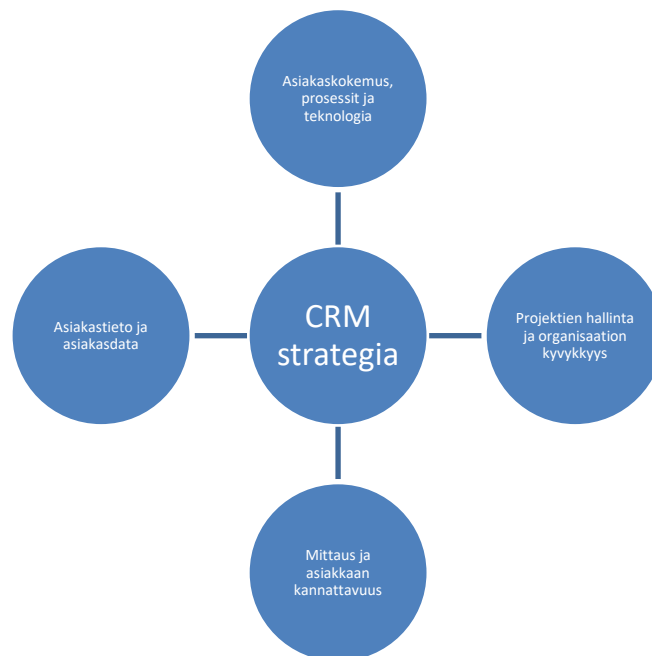 Asiakaskokemus,
prosessit ja
teknologia
Asiakastieto ja
asiakasdata
CRM
strategia
Projektien hallinta
ja organisaation
kyvykkyys
Mittaus ja
asiakkaan
kannattavuus